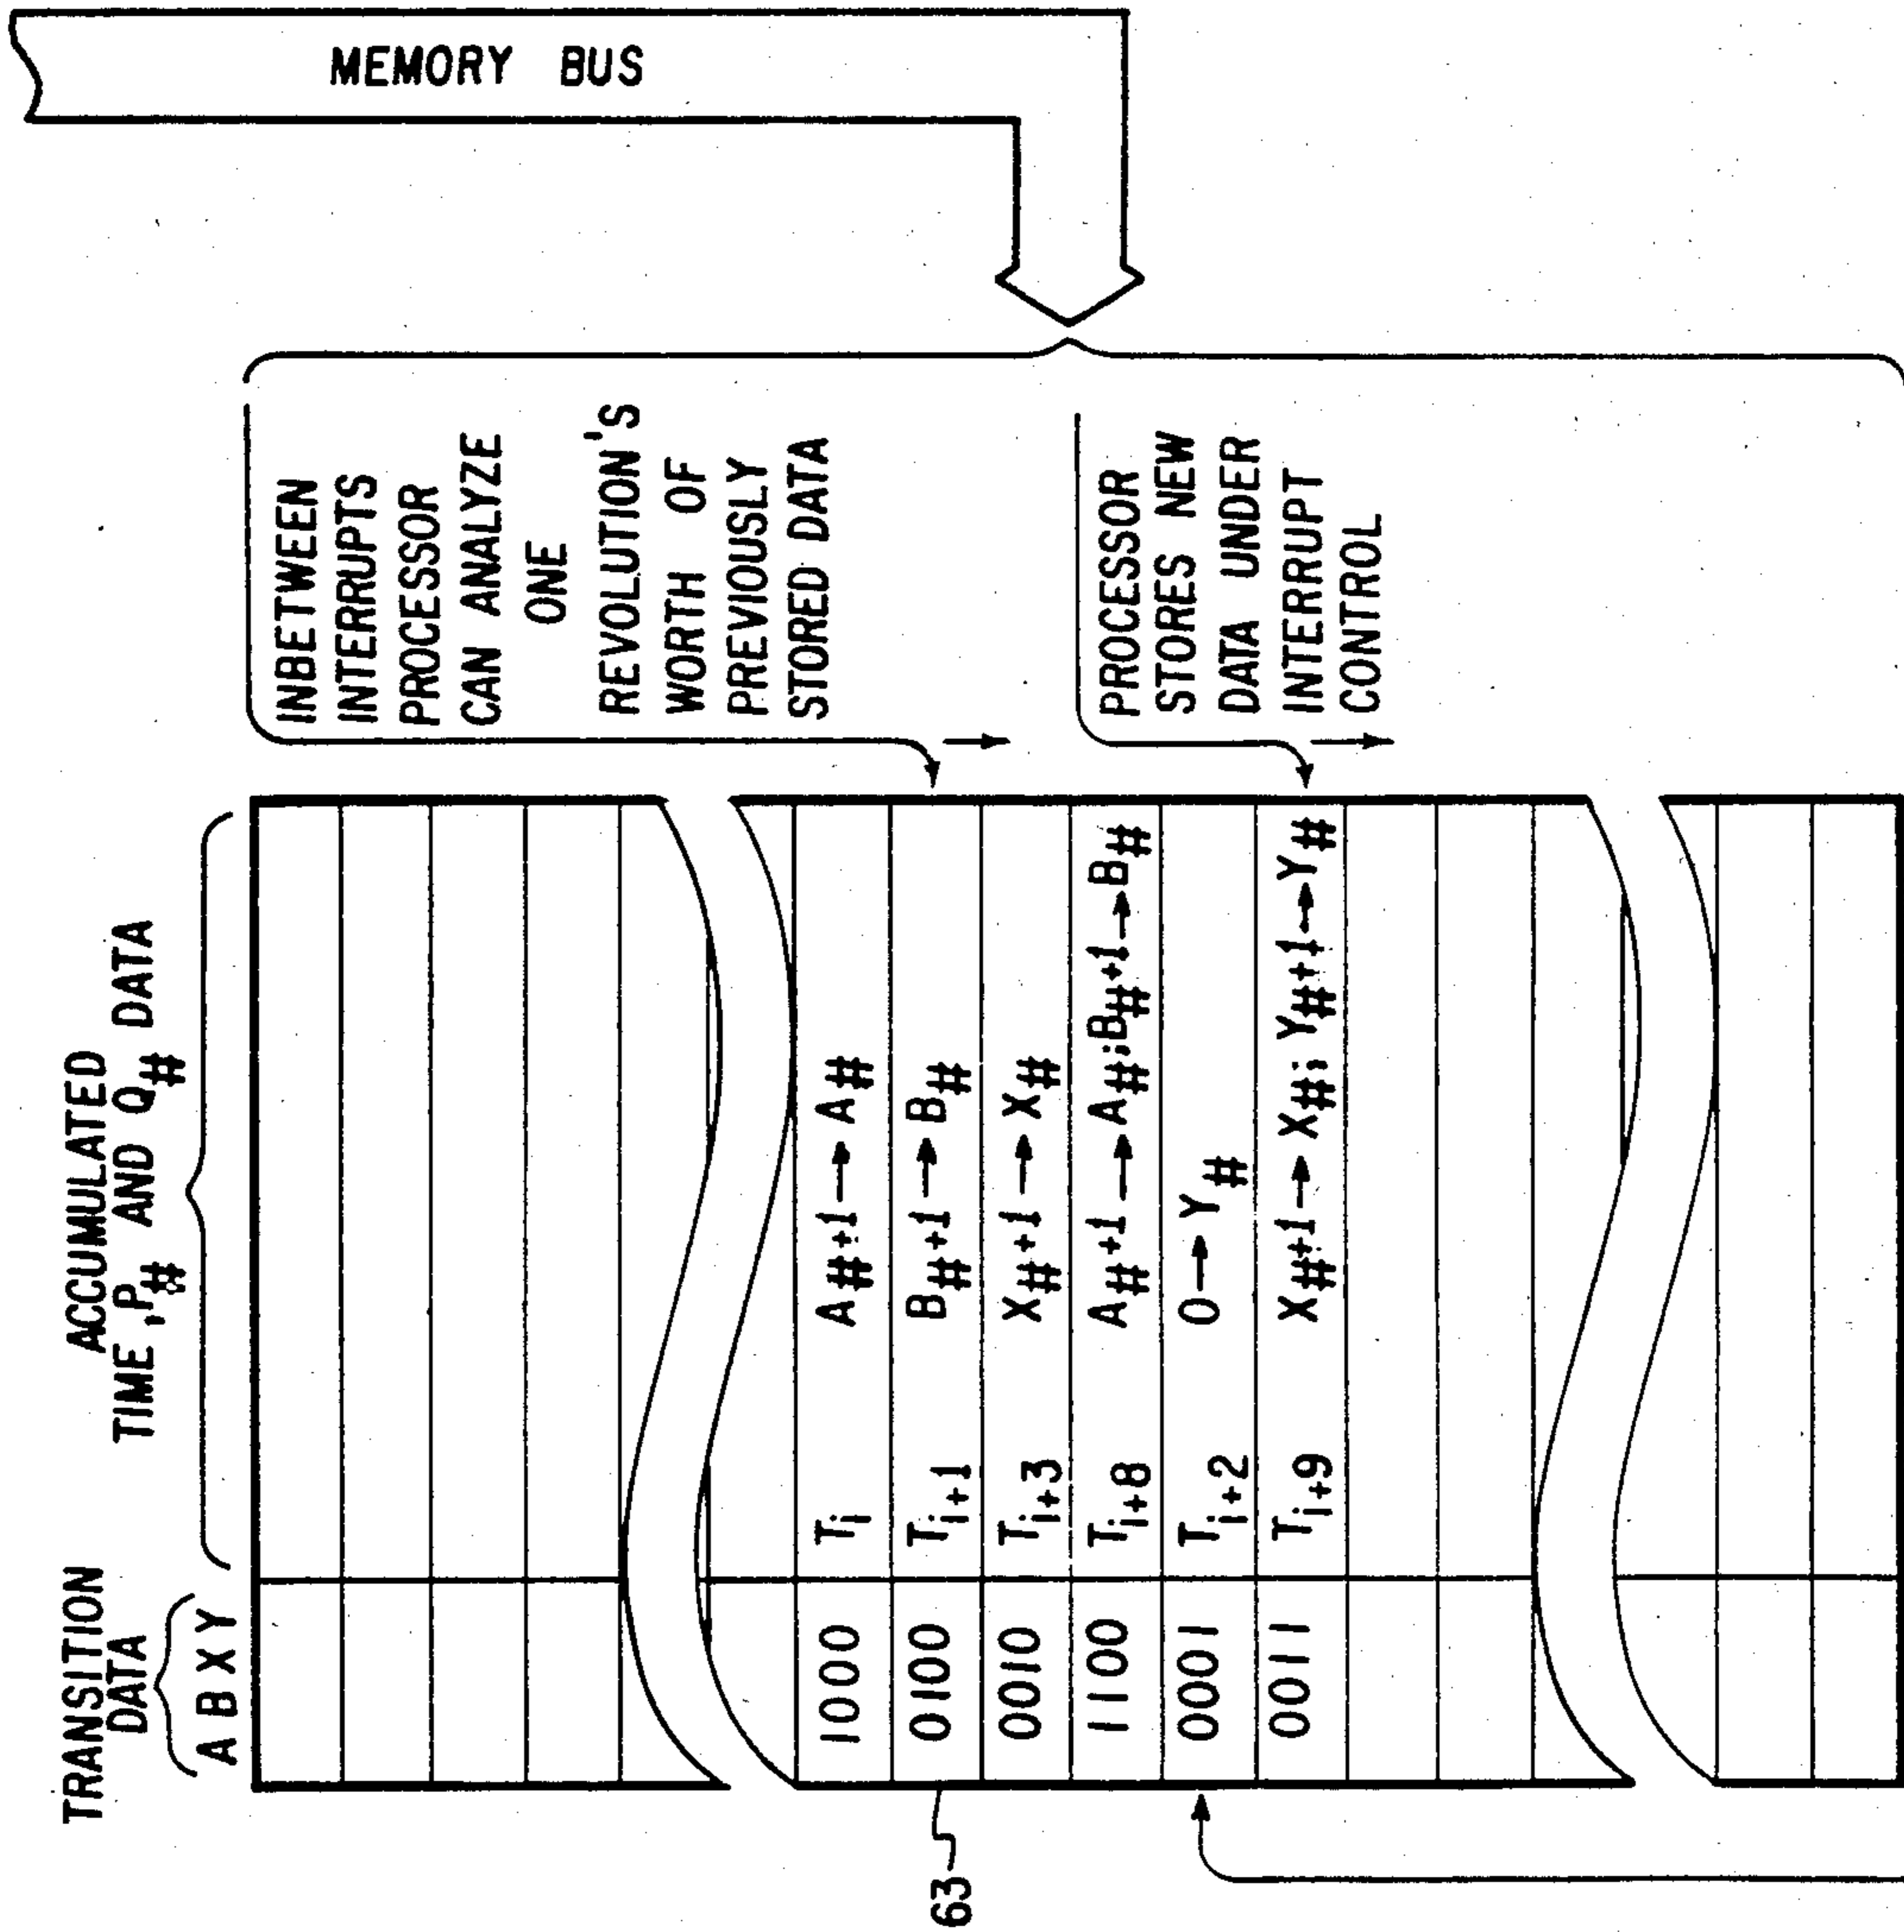 MEMORY BUS
TRANSITION
DATA
A B X Y
ACCUMULATED
TIME, P# AND Q# DATA
1000 Ti A#+1→A#
0100 Ti+1 B#+1→B#
0010 Ti+3 X#+1→X#
1100 Ti+8 A#+1→A#;B#+1→B#
0001 Ti+2 0→Y#
0011 Ti+9 X#+1→X#;Y#+1→Y#
63
INBETWEEN
INTERRUPTS
PROCESSOR
CAN ANALYZE
ONE
REVOLUTION'S
WORTH OF
PREVIOUSLY
STORED DATA
PROCESSOR
STORES NEW
DATA UNDER
INTERRUPT
CONTROL